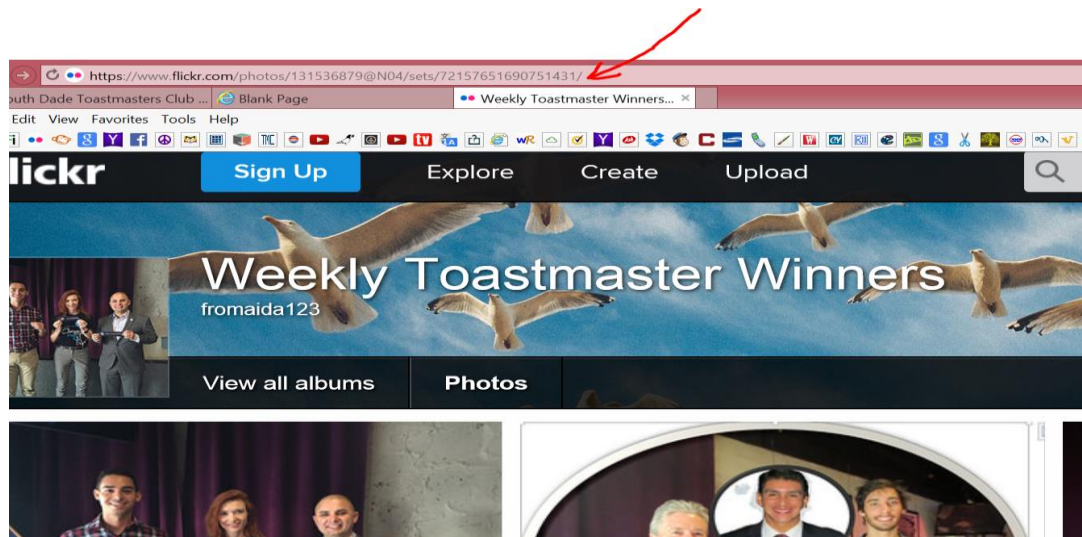 https://www.flickr.com/photos/131536879@N04/sets/72157651690751431/
outh Dade Toastmasters Club ... Blank Page Weekly Toastmaster Winners... ×
Edit View Favorites Tools Help
lickr Sign Up Explore Create Upload
Weekly Toastmaster Winners
fromaida123
View all albums Photos